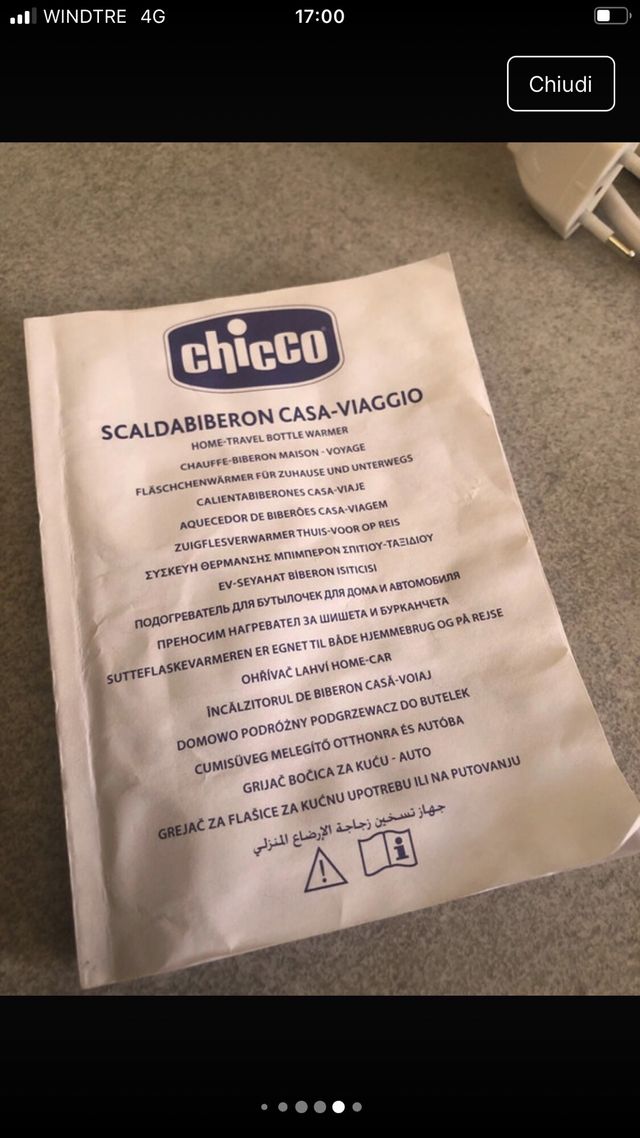 WINDTRE 4G
17:00
Chiudi
chicco
SCALDABIBERON CASA-VIAGGIO
HOME-TRAVEL BOTTLE WARMER
CHAUFFE-BIBERON MAISON - VOYAGE
FLÄSCHCHENWÄRMER FÜR ZUHAUSE UND UNTERWEGS
CALIENTABIBERONES CASA-VIAJE
AQUECEDOR DE BIBERÕES CASA-VIAGEM
ZUIGFLESVERWARMER THUIS-VOOR OP REIS
ΣΥΣΚΕΥΗ ΘΕΡΜΑΝΣΗΣ ΜΠΙΜΠΕΡΟΝ ΣΠΙΤΙΟΥ-ΤΑΞΙΔΙΟΥ
EV-SEYAHAT BİBERON ISITICISI
ПОДОГРЕВАТЕЛЬ ДЛЯ БУТЫЛОЧЕК ДЛЯ ДОМА И АВТОМОБИЛЯ
ПРЕНОСИМ НАГРЕВАТЕЛ ЗА ШИШЕТА И БУРКАНЧЕТА
SUTTEFLASKEVARMEREN ER EGNET TIL BÅDE HJEMMEBRUG OG PÅ REJSE
OHŘÍVAČ LAHVÍ HOME-CAR
ÎNCĂLZITORUL DE BIBERON CASĂ-VOIAJ
DOMOWO PODRÓŻNY PODGRZEWACZ DO BUTELEK
CUMISÜVEG MELEGÍTŐ OTTHONRA ÉS AUTÓBA
GRIJAČ BOČICA ZA KUĆU - AUTO
GREJAČ ZA FLAŠICE ZA KUĆNU UPOTREBU ILI NA PUTOVANJU
جهاز تسخين زجاجة الإرضاع المنزلي